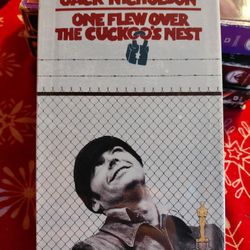 JACK NICHOLSON
ONE FLEW OVER
THE CUCKOO'S NEST